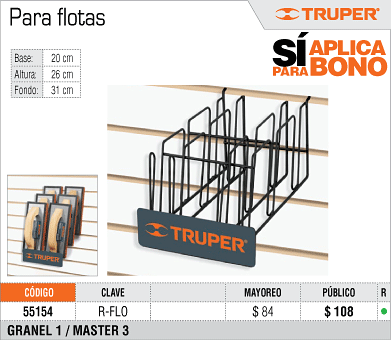 Para flotas
TRUPER®
SÍ APLICA
PARA BONO
Base: 20 cm
Altura: 26 cm
Fondo: 31 cm
TRUPER®
CÓDIGO CLAVE MAYOREO PÚBLICO R
55154 R-FLO $ 84 $ 108
GRANEL 1 / MASTER 3